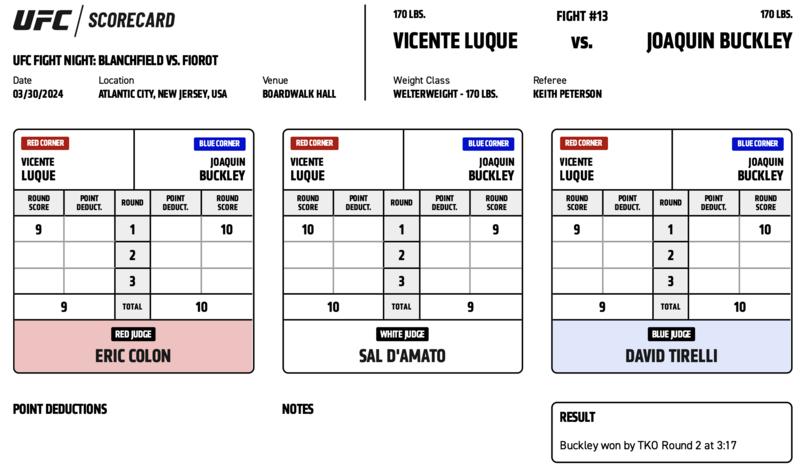 UFC / SCORECARD
UFC FIGHT NIGHT: BLANCHFIELD VS. FIOROT
Date Location Venue
03/30/2024 ATLANTIC CITY, NEW JERSEY, USA BOARDWALK HALL
170 LBS. FIGHT #13 170 LBS.
VICENTE LUQUE VS. JOAQUIN BUCKLEY
Weight Class Referee
WELTERWEIGHT - 170 LBS. KEITH PETERSON
RED CORNER BLUE CORNER
VICENTE JOAQUIN
LUQUE BUCKLEY
ROUND SCORE POINT DEDUCT. ROUND POINT DEDUCT. ROUND SCORE
9 1 10
2
3
9 TOTAL 10
RED JUDGE
ERIC COLON
RED CORNER BLUE CORNER
VICENTE JOAQUIN
LUQUE BUCKLEY
ROUND SCORE POINT DEDUCT. ROUND POINT DEDUCT. ROUND SCORE
10 1 9
2
3
10 TOTAL 9
WHITE JUDGE
SAL D'AMATO
RED CORNER BLUE CORNER
VICENTE JOAQUIN
LUQUE BUCKLEY
ROUND SCORE POINT DEDUCT. ROUND POINT DEDUCT. ROUND SCORE
9 1 10
2
3
9 TOTAL 10
BLUE JUDGE
DAVID TIRELLI
POINT DEDUCTIONS
NOTES
RESULT
Buckley won by TKO Round 2 at 3:17